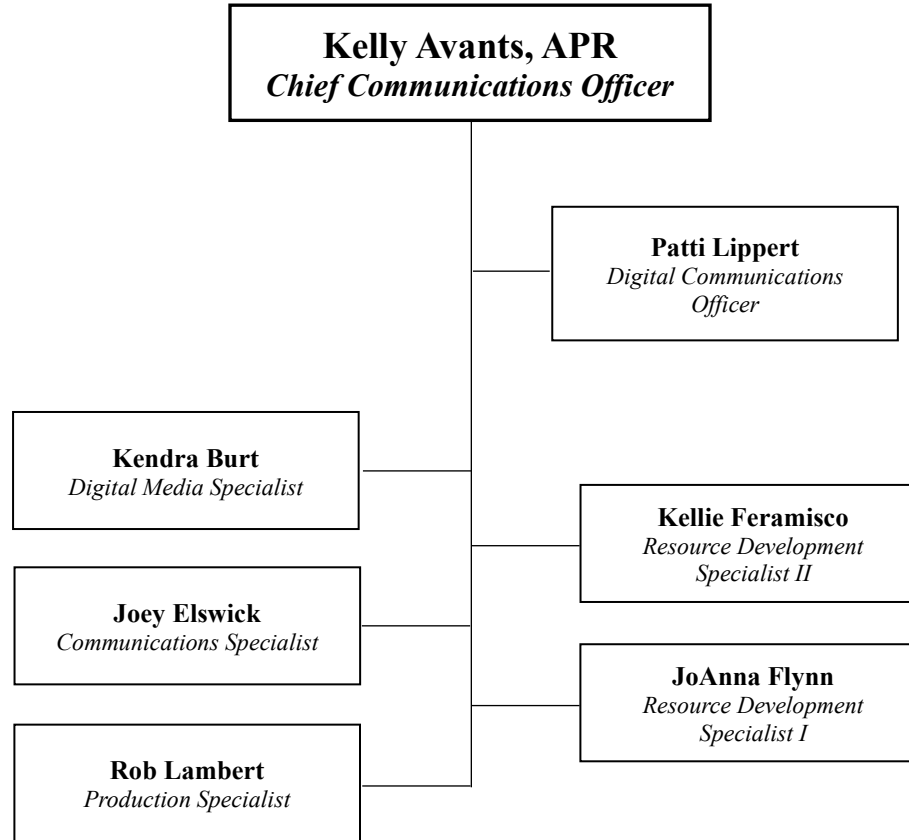 Kelly Avants, APR
Chief Communications Officer
Patti Lippert
Digital Communications
Officer
Kendra Burt
Digital Media Specialist
Kellie Feramisco
Resource Development
Specialist II
Joey Elswick
Communications Specialist
JoAnna Flynn
Resource Development
Specialist I
Rob Lambert
Production Specialist